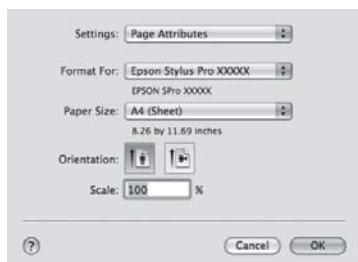 Settings: Page Attributes
Format For: Epson Stylus Pro XXXXX
EPSON SPro XXXXX
Paper Size: A4 (Sheet)
8.26 by 11.69 inches
Orientation:
Scale: 100 %
? Cancel OK